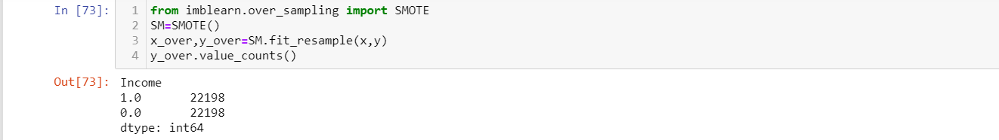 In [73]: 1 from imblearn.over_sampling import SMOTE
2 SM=SMOTE()
3 x_over,y_over=SM.fit_resample(x,y)
4 y_over.value_counts()
Out[73]: Income
1.0 22198
0.0 22198
dtype: int64